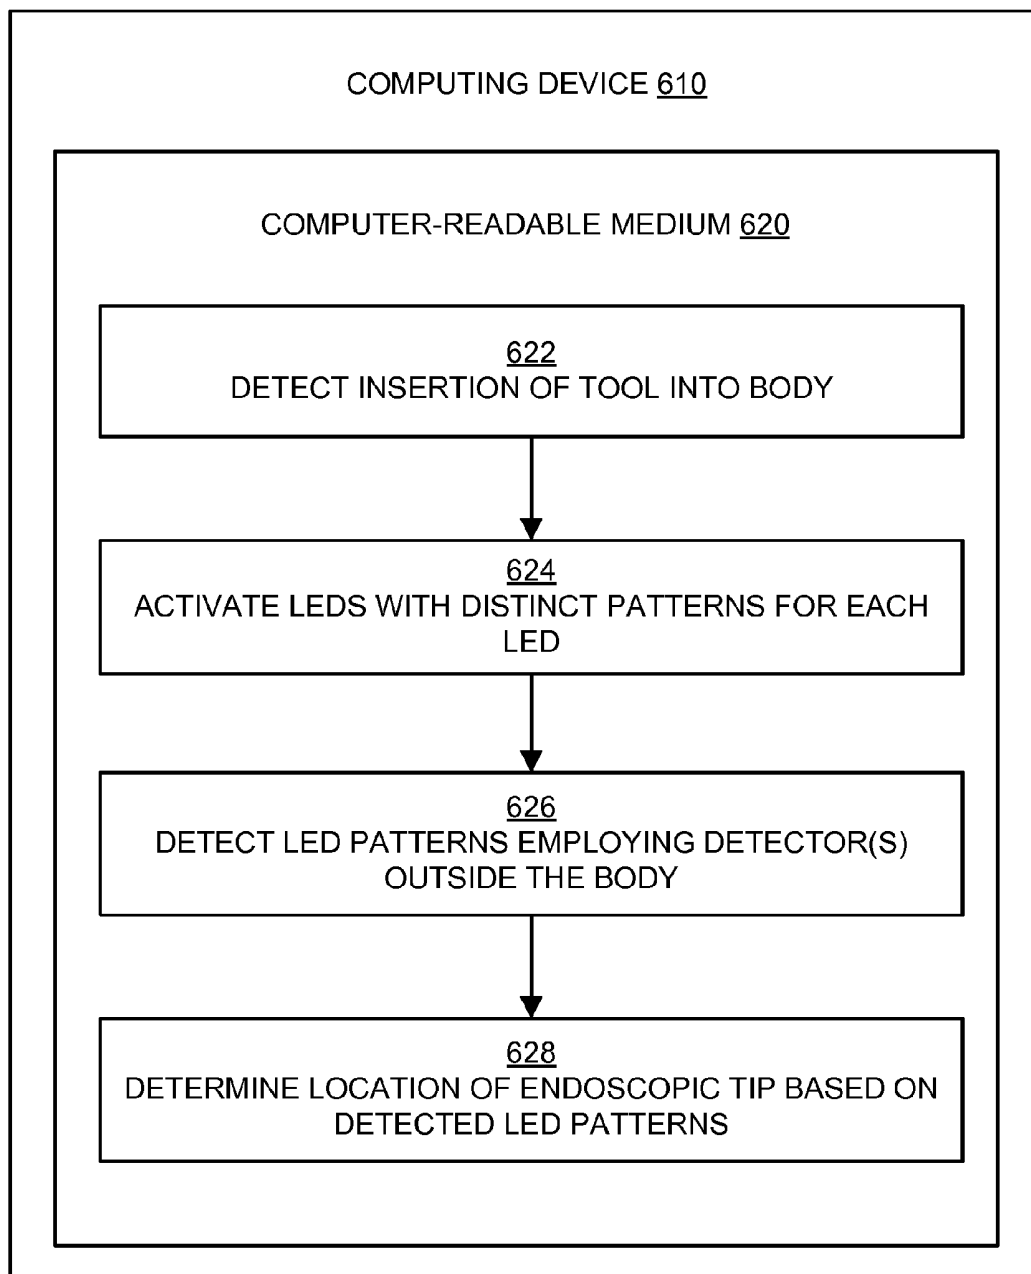 COMPUTING DEVICE 610
COMPUTER-READABLE MEDIUM 620
622
DETECT INSERTION OF TOOL INTO BODY
624
ACTIVATE LEDS WITH DISTINCT PATTERNS FOR EACH
LED
626
DETECT LED PATTERNS EMPLOYING DETECTOR(S)
OUTSIDE THE BODY
628
DETERMINE LOCATION OF ENDOSCOPIC TIP BASED ON
DETECTED LED PATTERNS